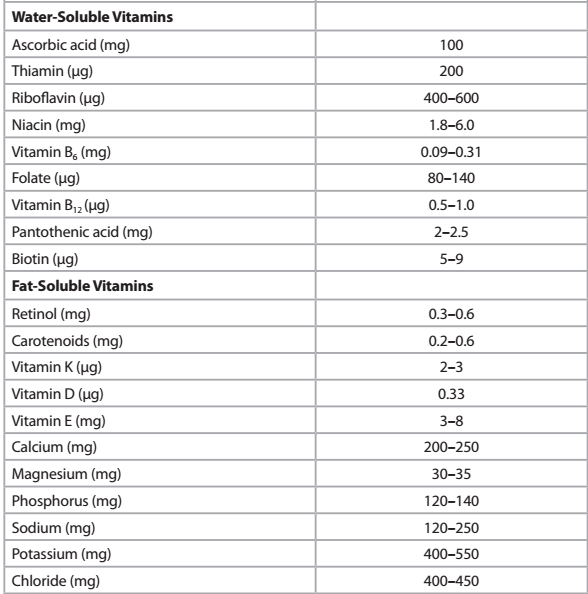 Water-Soluble Vitamins
Ascorbic acid (mg) 100
Thiamin (μg) 200
Riboflavin (μg) 400–600
Niacin (mg) 1.8–6.0
Vitamin B₆ (mg) 0.09–0.31
Folate (μg) 80–140
Vitamin B₁₂ (μg) 0.5–1.0
Pantothenic acid (mg) 2–2.5
Biotin (μg) 5–9
Fat-Soluble Vitamins
Retinol (mg) 0.3–0.6
Carotenoids (mg) 0.2–0.6
Vitamin K (μg) 2–3
Vitamin D (μg) 0.33
Vitamin E (mg) 3–8
Calcium (mg) 200–250
Magnesium (mg) 30–35
Phosphorus (mg) 120–140
Sodium (mg) 120–250
Potassium (mg) 400–550
Chloride (mg) 400–450